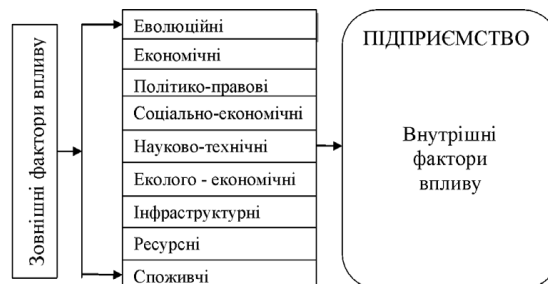 Зовнішні фактори впливу
Еволюційні
Економічні
Політико-правові
Соціально-економічні
Науково-технічні
Еколого - економічні
Інфраструктурні
Ресурсні
Споживчі
ПІДПРИЄМСТВО
Внутрішні
фактори
впливу